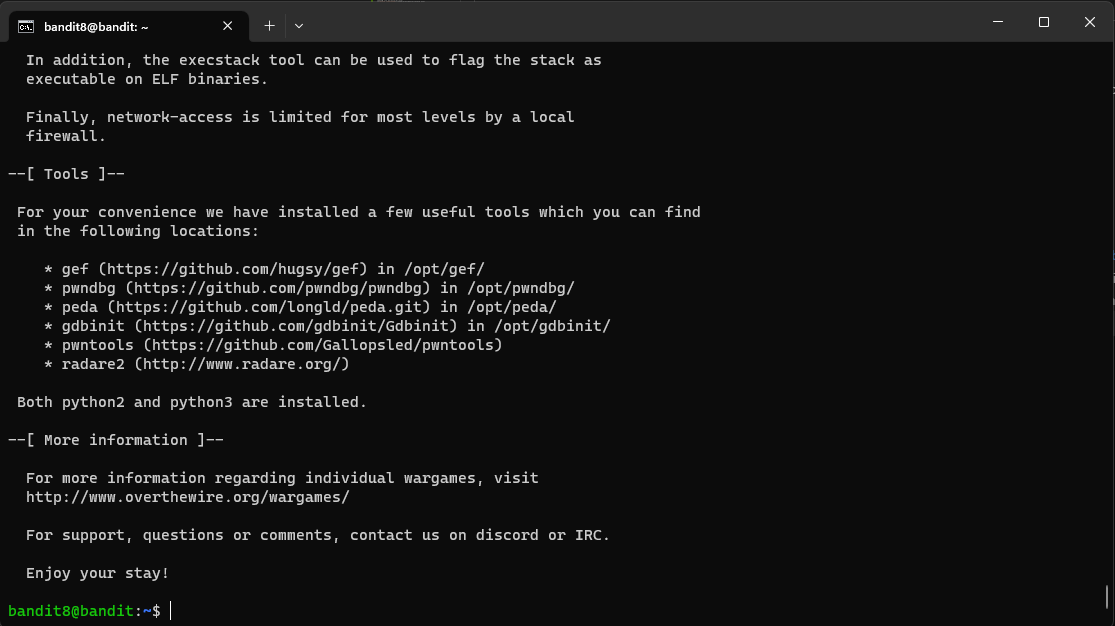 bandit8@bandit: ~
In addition, the execstack tool can be used to flag the stack as
executable on ELF binaries.
Finally, network-access is limited for most levels by a local
firewall.
--[ Tools ]--
For your convenience we have installed a few useful tools which you can find
in the following locations:
* gef (https://github.com/hugsy/gef) in /opt/gef/
* pwndbg (https://github.com/pwndbg/pwndbg) in /opt/pwndbg/
* peda (https://github.com/longld/peda.git) in /opt/peda/
* gdbinit (https://github.com/gdbinit/Gdbinit) in /opt/gdbinit/
* pwntools (https://github.com/Gallopsled/pwntools)
* radare2 (http://www.radare.org/)
Both python2 and python3 are installed.
--[ More information ]--
For more information regarding individual wargames, visit
http://www.overthewire.org/wargames/
For support, questions or comments, contact us on discord or IRC.
Enjoy your stay!
bandit8@bandit:~$